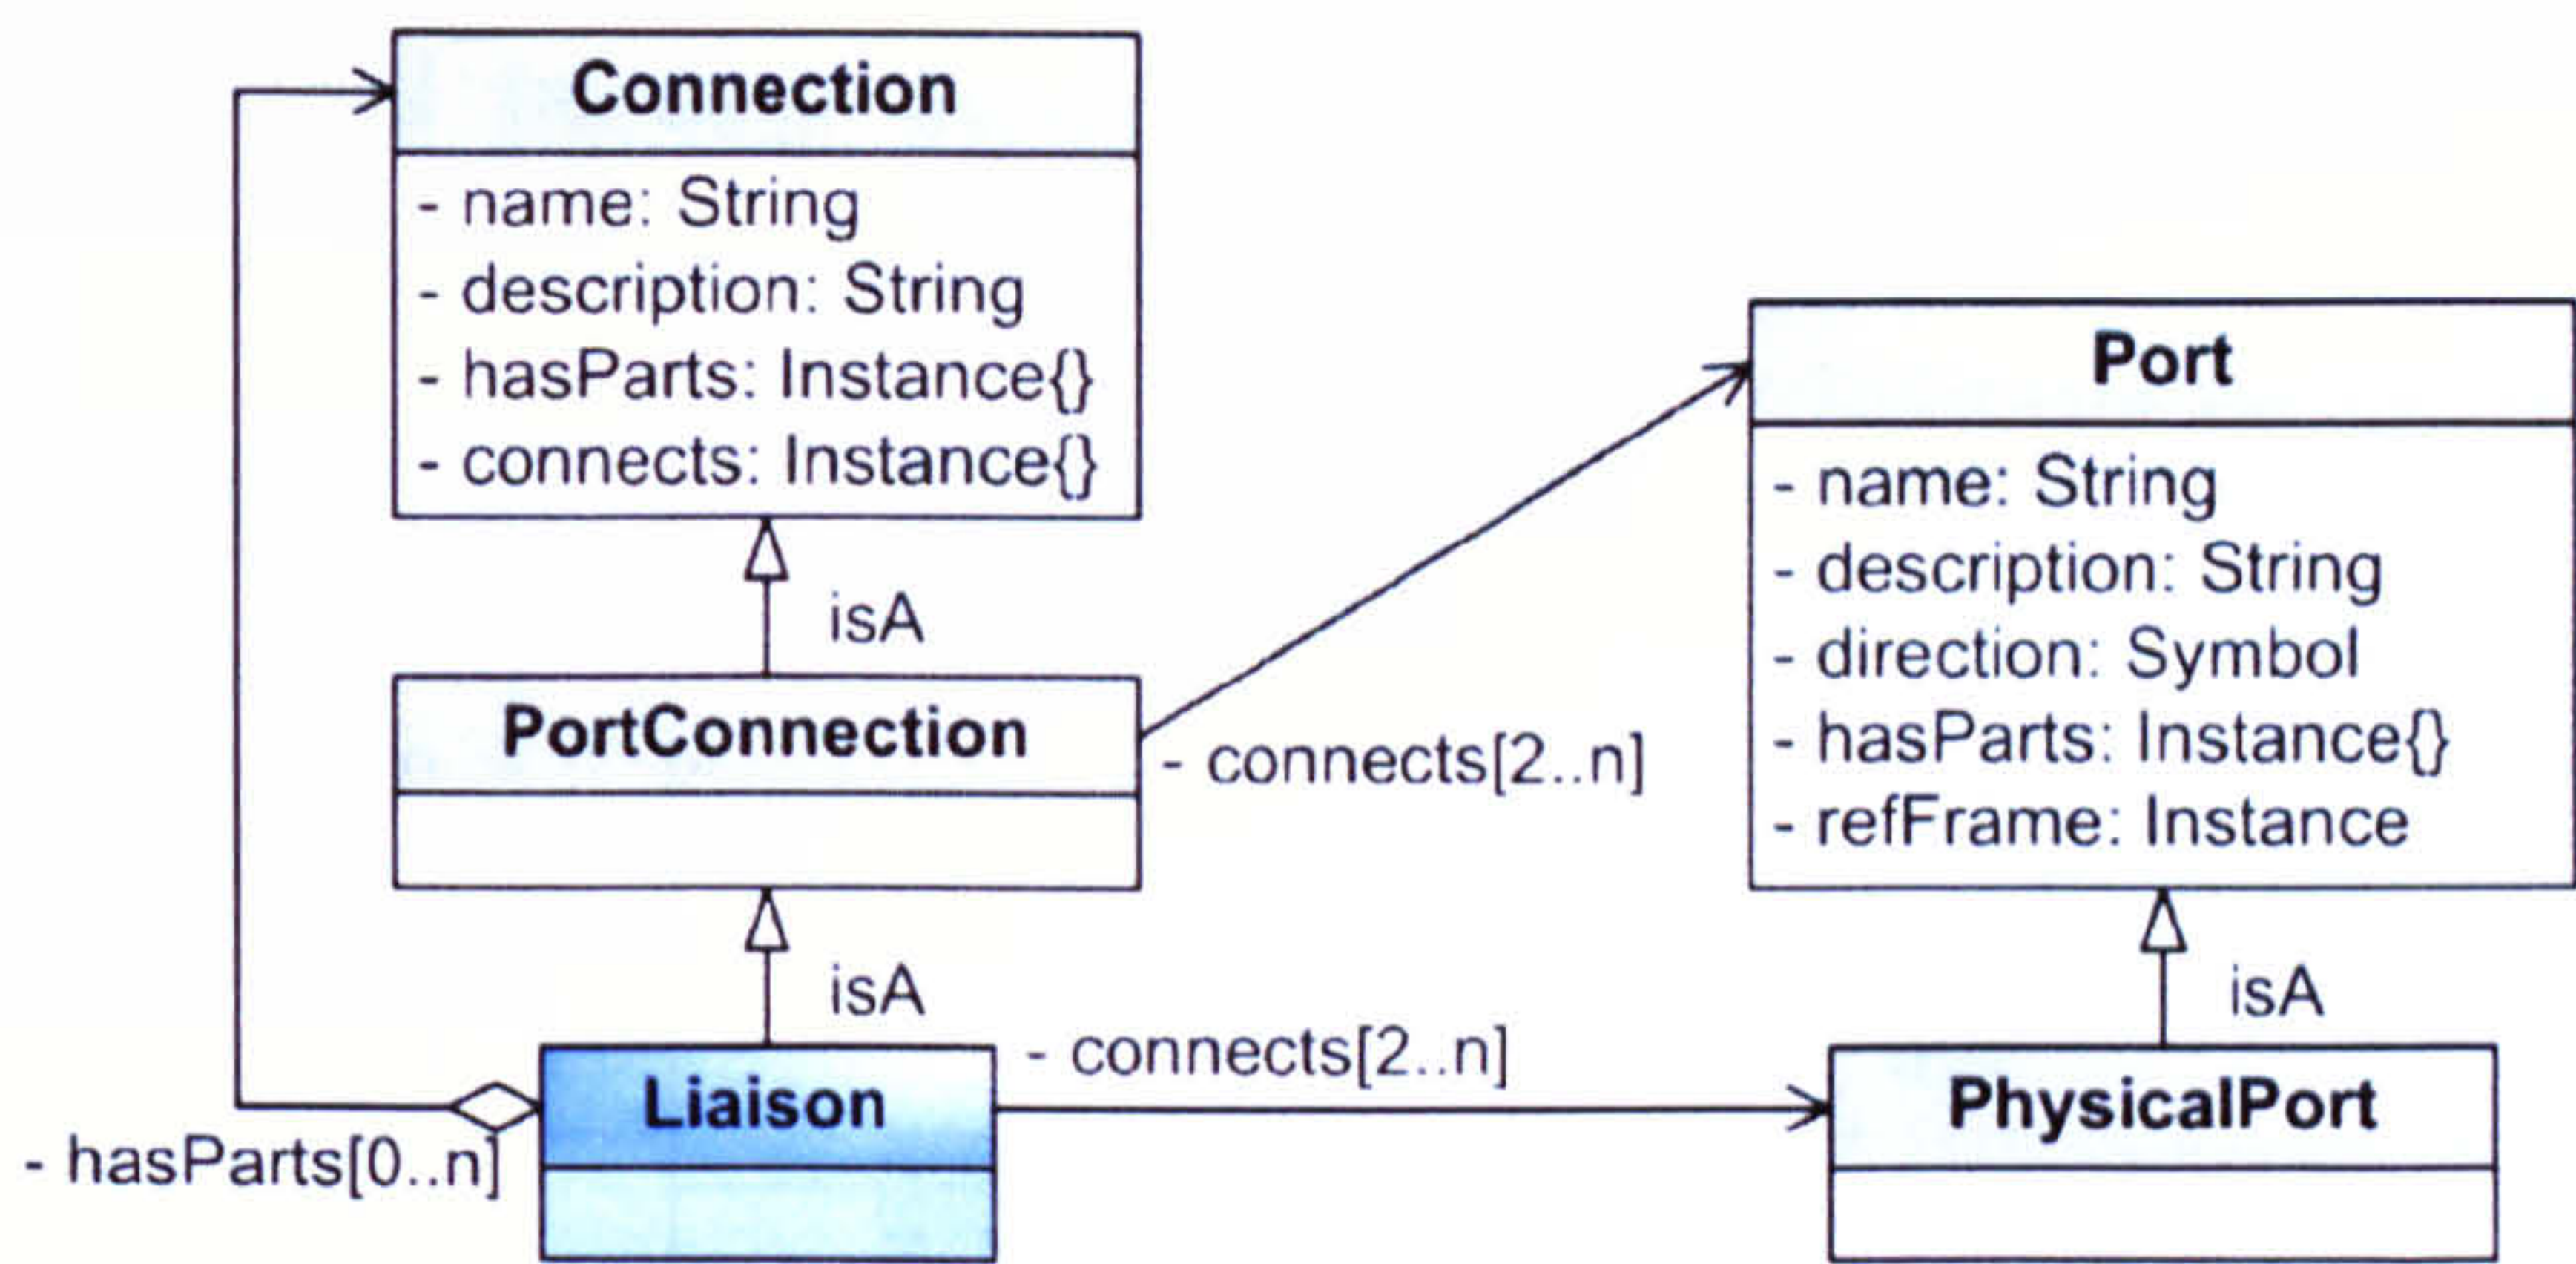 Connection
- name: String
- description: String
- hasParts: Instance{}
- connects: Instance{}
isA
PortConnection
- connects[2..n]
Port
- name: String
- description: String
- direction: Symbol
- hasParts: Instance{}
- refFrame: Instance
isA
isA
- connects[2..n]
Liaison
- hasParts[0..n]
PhysicalPort